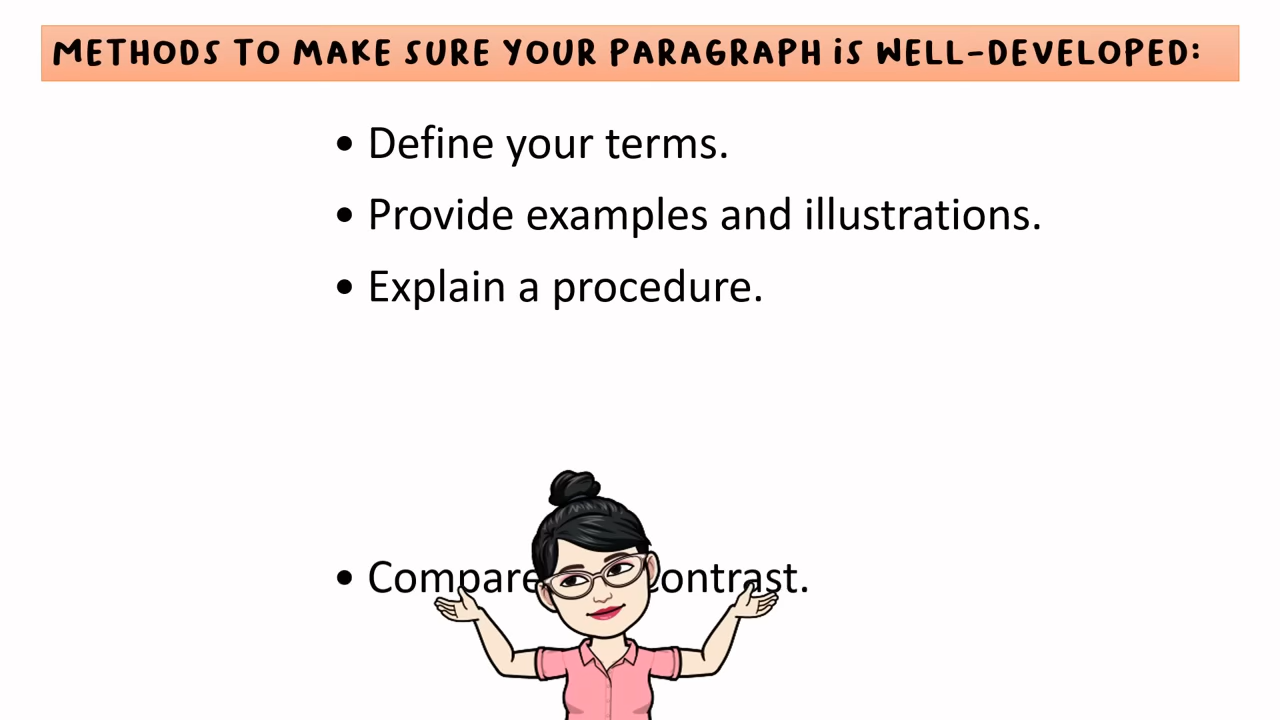 METHODS TO MAKE SURE YOUR PARAGRAPH iS WELL-DEVELOPED:
• Define your terms.
• Provide examples and illustrations.
• Explain a procedure.
• Compare contrast.